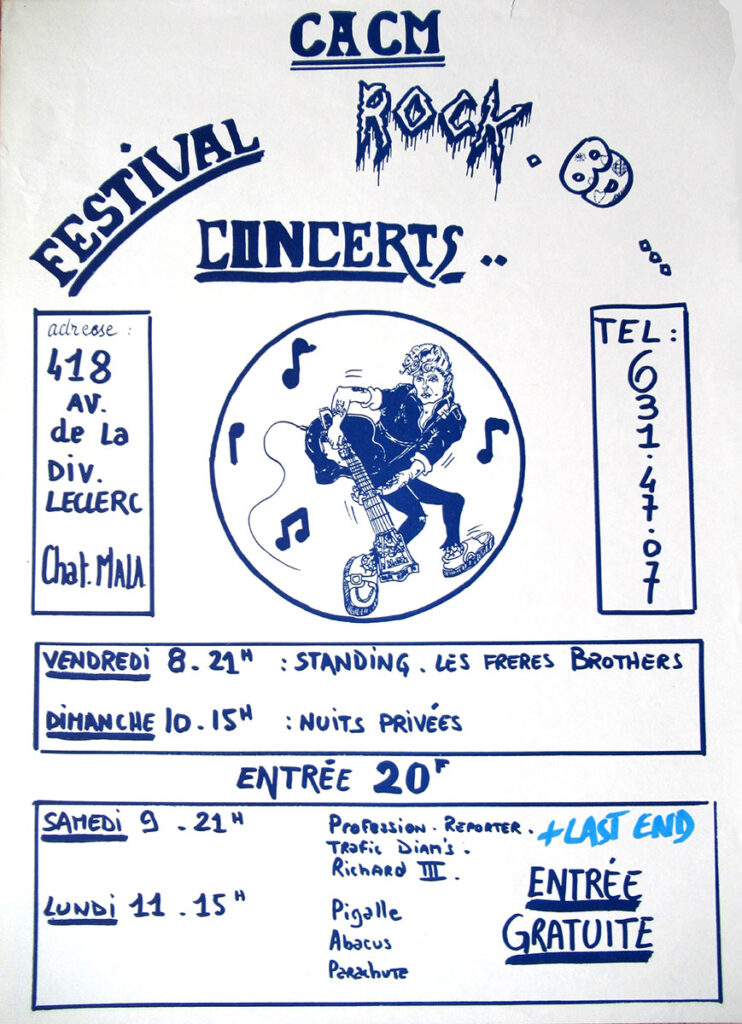 CACM
ROCK. BD ...
FESTIVAL
CONCERTS..
adresse :
418
AV.
de la
DIV.
LECLERC
Chat. MALA
TEL :
631.47.07
VENDREDI 8.21H : STANDING. LES FRERES BROTHERS
DIMANCHE 10.15H : NUITS PRIVÉES
ENTRÉE 20F
SAMEDI 9.21H Profession. Reporter. + LAST END
Trafic Diam's.
Richard III.
ENTRÉE
GRATUITE
LUNDI 11.15H Pigalle
Abacus
Parachute